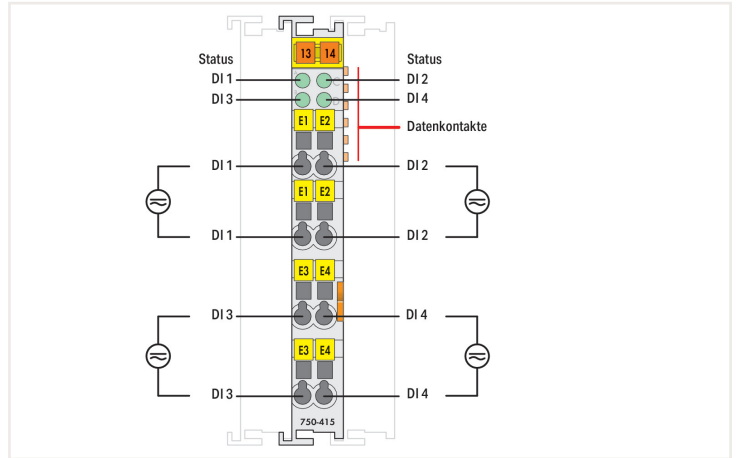 13 14
Status Status
DI 1 DI 2
DI 3 DI 4
E1 E2
Datenkontakte
DI 1 DI 2
E1 E2
DI 1 DI 2
E3 E4
DI 3 DI 4
E3 E4
DI 3 DI 4
750-415